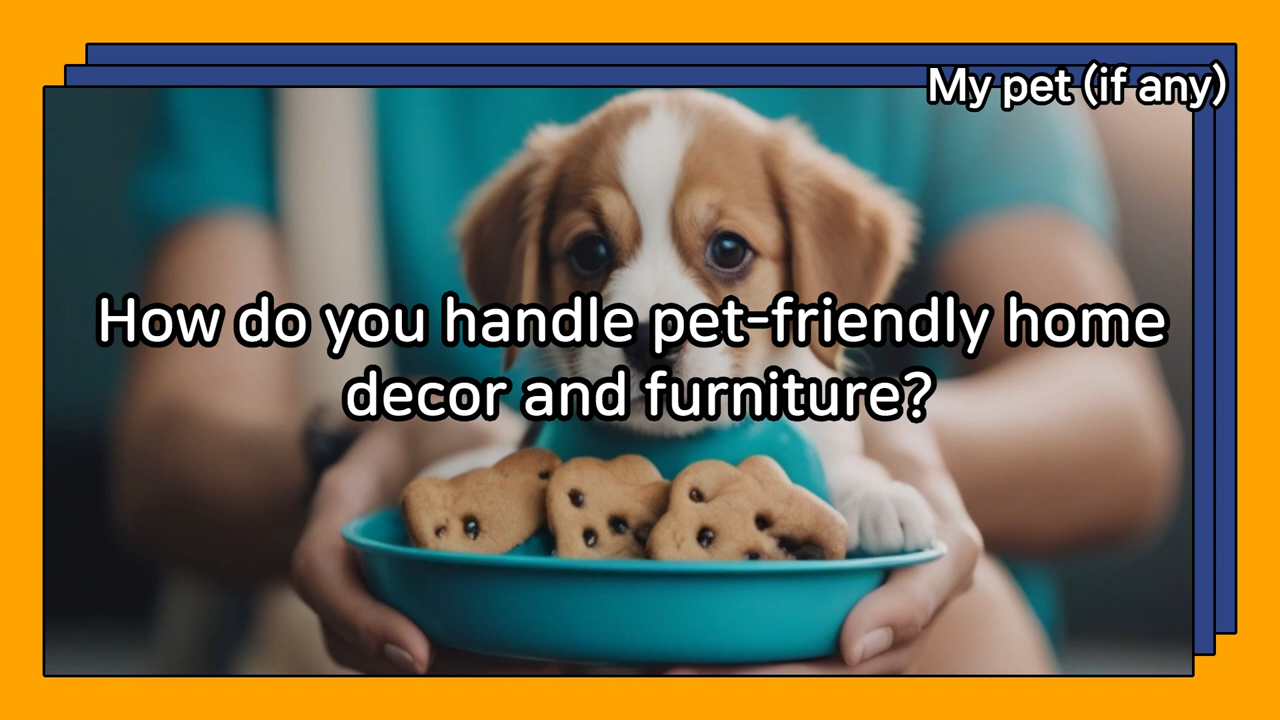 My pet (if any)
How do you handle pet-friendly home
decor and furniture?